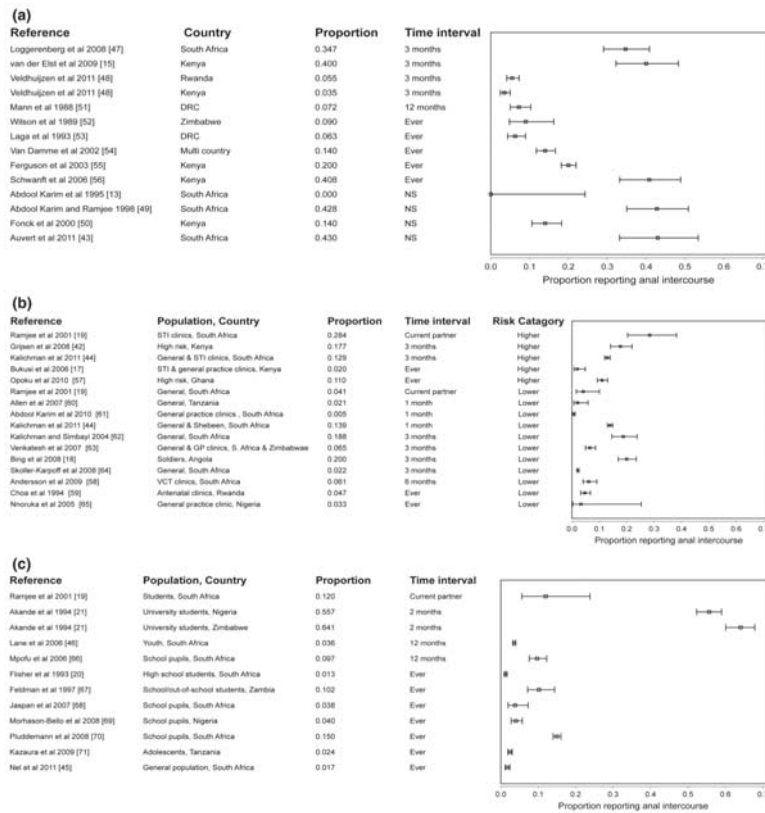 (a)
Reference Country Proportion Time interval
Loggerenberg et al 2008 [47] South Africa 0.347 3 months
van der Elst et al 2009 [15] Kenya 0.400 3 months
Veldhuijzen et al 2011 [48] Rwanda 0.055 3 months
Veldhuijzen et al 2011 [48] Kenya 0.035 3 months
Mann et al 1988 [51] DRC 0.072 12 months
Wilson et al 1989 [52] Zimbabwe 0.090 Ever
Laga et al 1993 [53] DRC 0.063 Ever
Van Damme et al 2002 [54] Multi country 0.140 Ever
Ferguson et al 2003 [55] Kenya 0.200 Ever
Schwanft et al 2006 [56] Kenya 0.408 Ever
Abdool Karim et al 1995 [13] South Africa 0.000 NS
Abdool Karim and Ramjee 1998 [49] South Africa 0.428 NS
Fonck et al 2000 [50] Kenya 0.140 NS
Auvert et al 2011 [43] South Africa 0.430 NS
0.0 0.1 0.2 0.3 0.4 0.5
Proportion reporting anal intercourse
(b)
Reference Population, Country Proportion Time interval Risk Catagory
Ramjee et al 2001 [19] STI clinics, South Africa 0.284 Current partner Higher
Grijsen et al 2008 [42] High risk, Kenya 0.177 3 months Higher
Kalichman et al 2011 [44] General & STI clinics, South Africa 0.129 3 months Higher
Bukusi et al 2006 [17] STI & general practice clinics, Kenya 0.020 Ever Higher
Opoku et al 2010 [57] High risk, Ghana 0.110 Ever Higher
Ramjee et al 2001 [19] General, South Africa 0.041 Current partner Lower
Allen et al 2007 [60] General, Tanzania 0.021 1 month Lower
Abdool Karim et al 2010 [61] General practice clinics , South Africa 0.005 1 month Lower
Kalichman et al 2011 [44] General & Shebeen, South Africa 0.139 1 month Lower
Kalichman and Simbayi 2004 [62] General, South Africa 0.188 3 months Lower
Venkatesh et al 2007 [63] General & GP clinics, S. Africa & Zimbabwae 0.065 3 months Lower
Bing et al 2008 [18] Soldiers, Angola 0.200 3 months Lower
Skoller-Karpoff et al 2008 [64] General, South Africa 0.022 3 months Lower
Andersson et al 2009 [58] VCT clinics, South Africa 0.061 6 months Lower
Choa et al 1994 [59] Antenatal clinics, Rwanda 0.047 Ever Lower
Nnoruka et al 2005 [65] General practice clinic, Nigeria 0.033 Ever Lower
0.0 0.1 0.2 0.3 0.4 0.5 0.6 0.7
Proportion reporting anal intercourse
(c)
Reference Population, Country Proportion Time interval
Ramjee et al 2001 [19] Students, South Africa 0.120 Current partner
Akande et al 1994 [21] University students, Nigeria 0.557 2 months
Akande et al 1994 [21] University students, Zimbabwe 0.641 2 months
Lane et al 2006 [46] Youth, South Africa 0.036 12 months
Mpofu et al 2006 [66] School pupils, South Africa 0.097 12 months
Flisher et al 1993 [20] High school students, South Africa 0.013 Ever
Feldman et al 1997 [67] School/out-of-school students, Zambia 0.102 Ever
Jaspan et al 2007 [68] School pupils, South Africa 0.038 Ever
Morhason-Bello et al 2008 [69] School pupils, Nigeria 0.040 Ever
Pluddemann et al 2008 [70] School pupils, South Africa 0.150 Ever
Kazaura et al 2009 [71] Adolescents, Tanzania 0.024 Ever
Nel et al 2011 [45] General population, South Africa 0.017 Ever
0.0 0.1 0.2 0.3 0.4 0.5 0.6 0.7
Proportion reporting anal intercourse